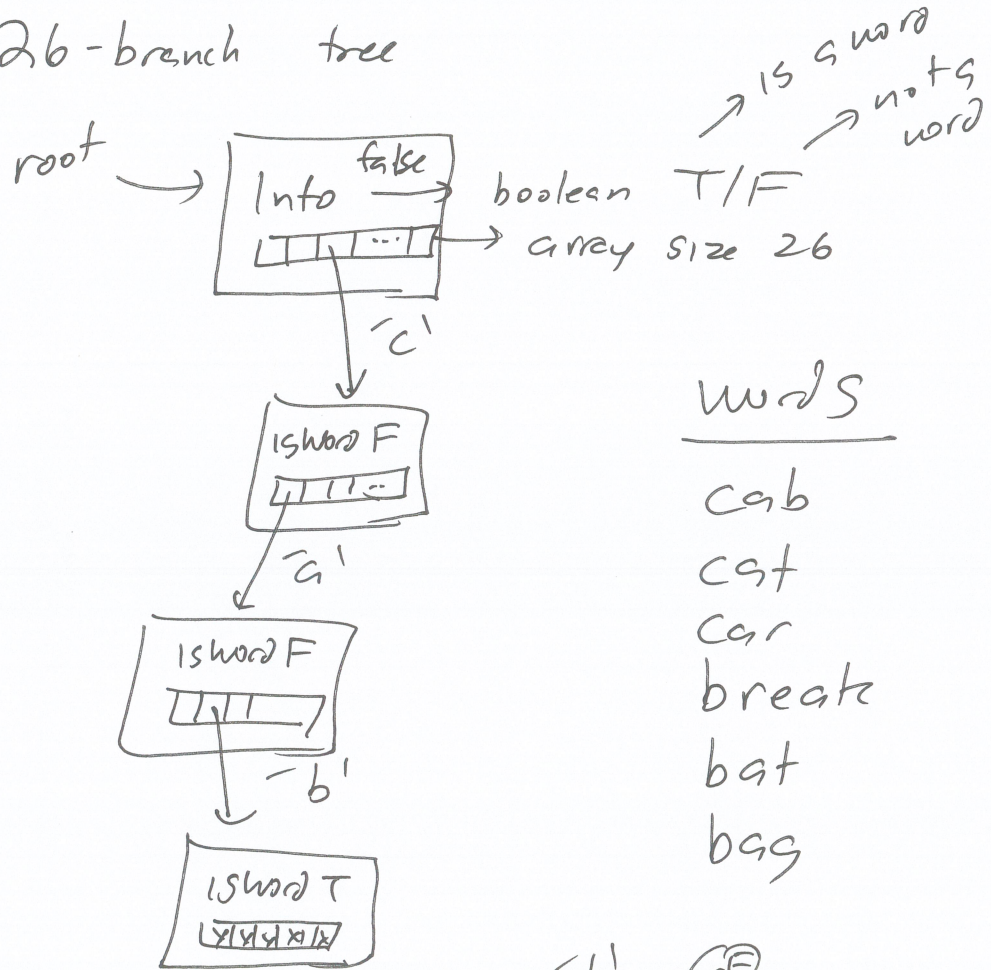 26-branch tree
is a word
not a word
root
false
Info
boolean T/F
array size 26
...
'c'
words
isWord F
cab
'a'
cat
isWord F
car
break
'b'
bat
bag
isWord T